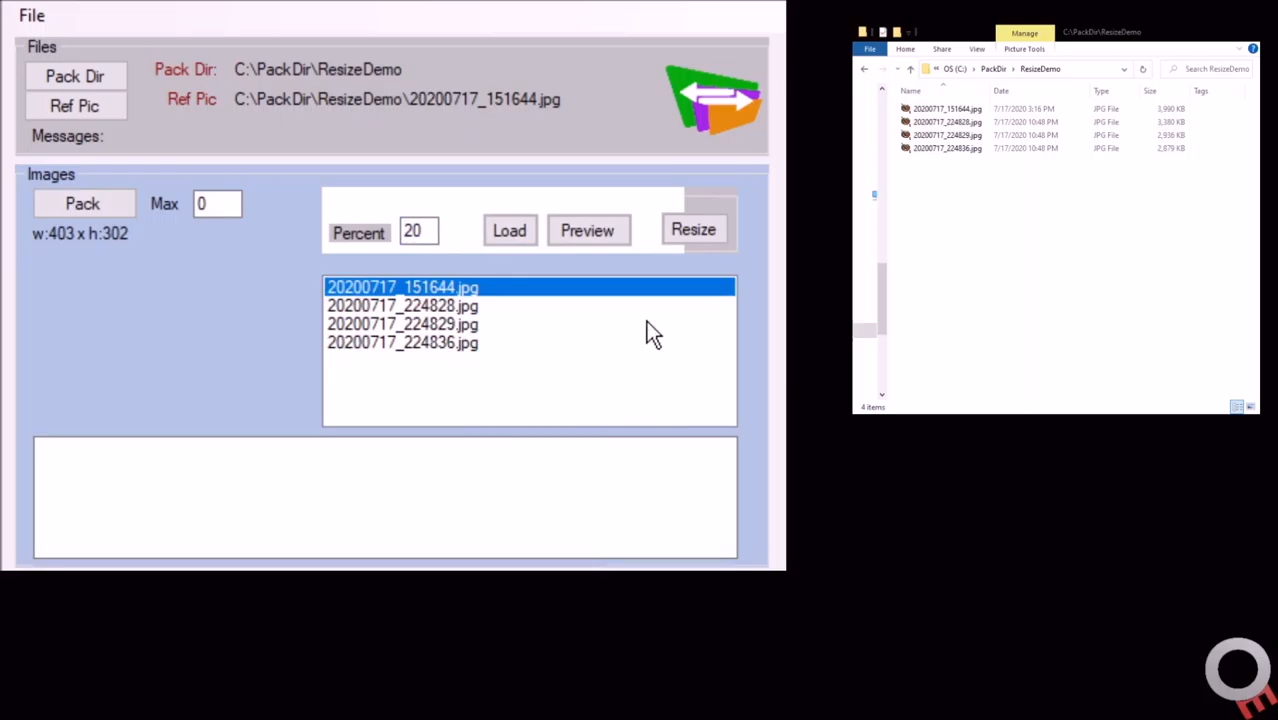 File
Files
Pack Dir
Pack Dir: C:\PackDir\ResizeDemo
Ref Pic
Ref Pic C:\PackDir\ResizeDemo\20200717_151644.jpg
Messages:
Images
Pack Max 0
w:403 x h:302
Percent 20 Load Preview Resize
20200717_151644.jpg
20200717_224828.jpg
20200717_224829.jpg
20200717_224836.jpg
Manage C:\PackDir\ResizeDemo
File Home Share View Picture Tools
OS (C:) › PackDir › ResizeDemo Search ResizeDemo
Name Date Type Size Tags
20200717_151644.jpg 7/17/2020 3:16 PM JPG File 3,990 KB
20200717_224828.jpg 7/17/2020 10:48 PM JPG File 3,380 KB
20200717_224829.jpg 7/17/2020 10:48 PM JPG File 2,936 KB
20200717_224836.jpg 7/17/2020 10:48 PM JPG File 2,879 KB
4 items